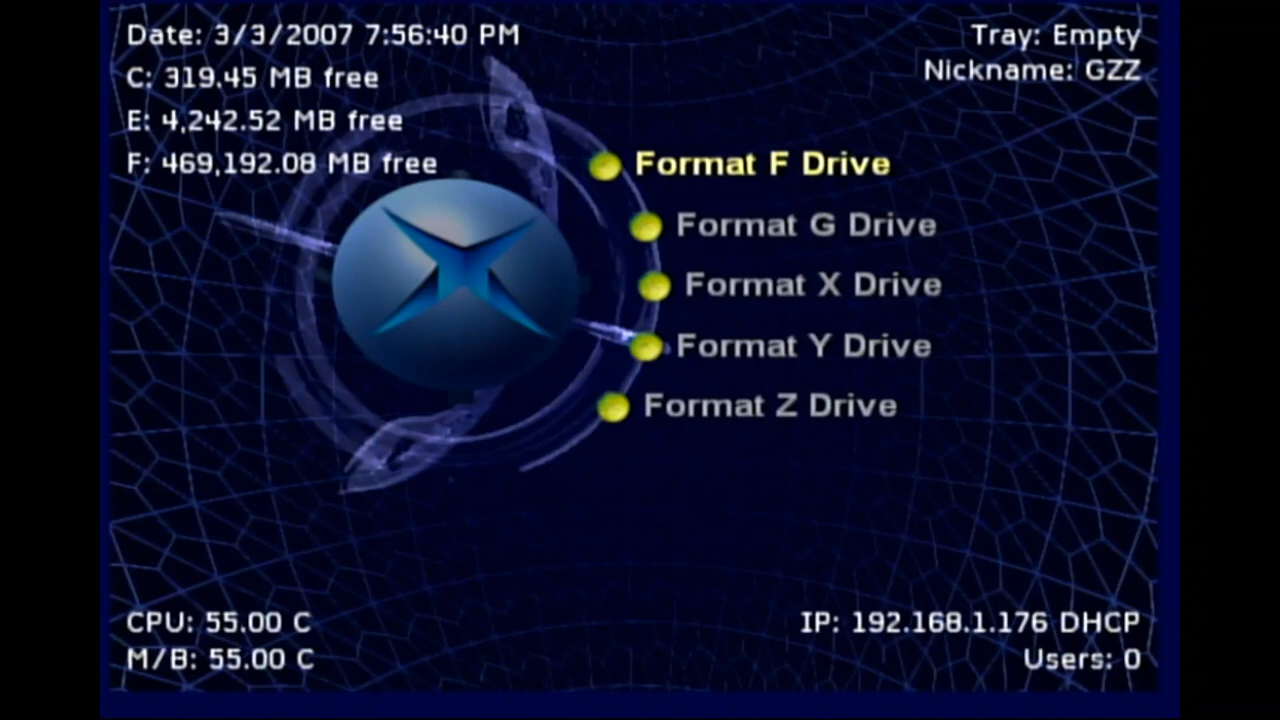 Date: 3/3/2007 7:56:40 PM
Tray: Empty
C: 319.45 MB free
Nickname: GZZ
E: 4,242.52 MB free
F: 469,192.08 MB free
Format F Drive
Format G Drive
Format X Drive
Format Y Drive
Format Z Drive
CPU: 55.00 C
IP: 192.168.1.176 DHCP
M/B: 55.00 C
Users: 0